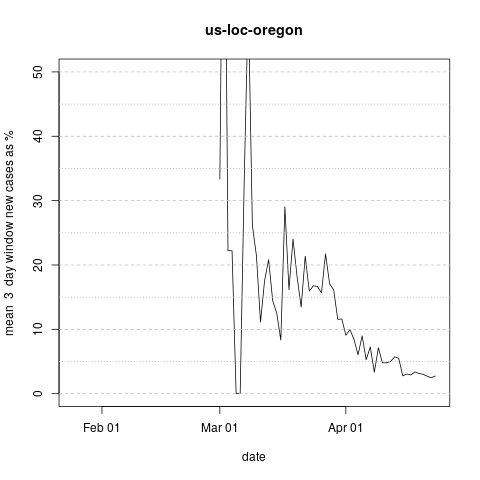 us-loc-oregon
mean  3  day window new cases as %
50
40
30
20
10
0
Feb 01
Mar 01
Apr 01
date